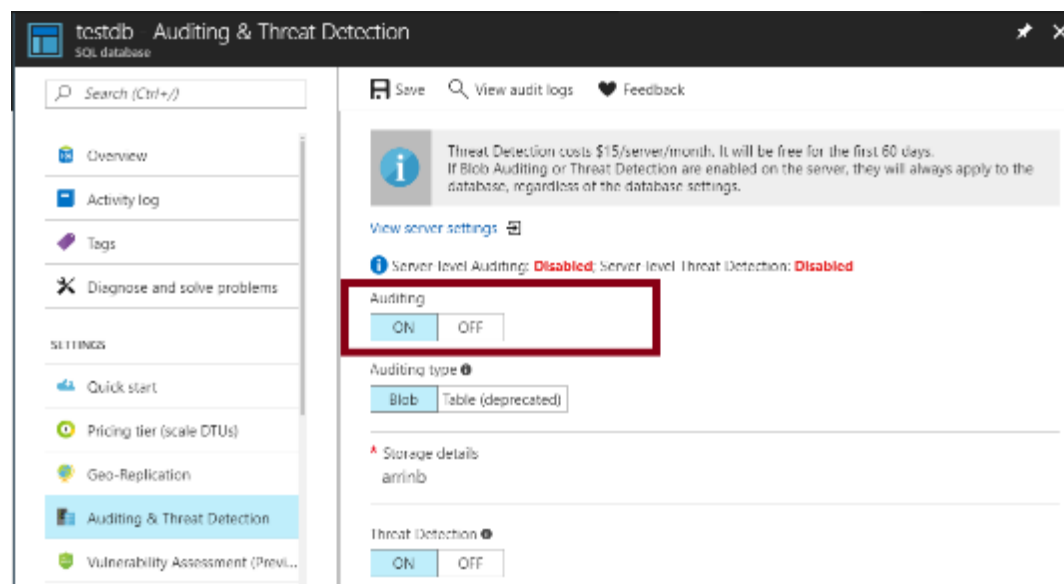 testdb - Auditing & Threat Detection
SQL database
Search (Ctrl+/)
Overview
Activity log
Tags
Diagnose and solve problems
SETTINGS
Quick start
Pricing tier (scale DTUs)
Geo-Replication
Auditing & Threat Detection
Vulnerability Assessment (Previ...
Save View audit logs Feedback
Threat Detection costs $15/server/month. It will be free for the first 60 days.
If Blob Auditing or Threat Detection are enabled on the server, they will always apply to the
database, regardless of the database settings.
View server settings
Server-level Auditing: Disabled; Server-level Threat Detection: Disabled
Auditing
ON OFF
Auditing type
Blob Table (deprecated)
* Storage details
arrinb
Threat Detection
ON OFF